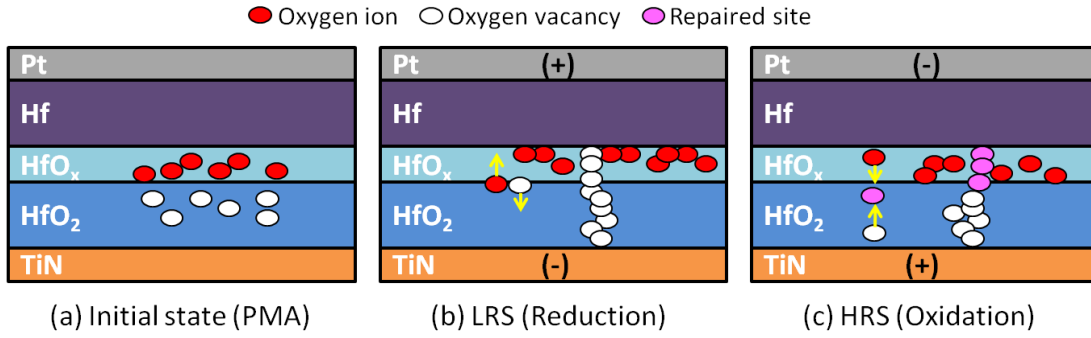 Oxygen ion Oxygen vacancy Repaired site
Pt
Hf
HfOx
HfO2
TiN
(a) Initial state (PMA)
Pt (+)
Hf
HfOx
HfO2
TiN (-)
(b) LRS (Reduction)
Pt (-)
Hf
HfOx
HfO2
TiN (+)
(c) HRS (Oxidation)